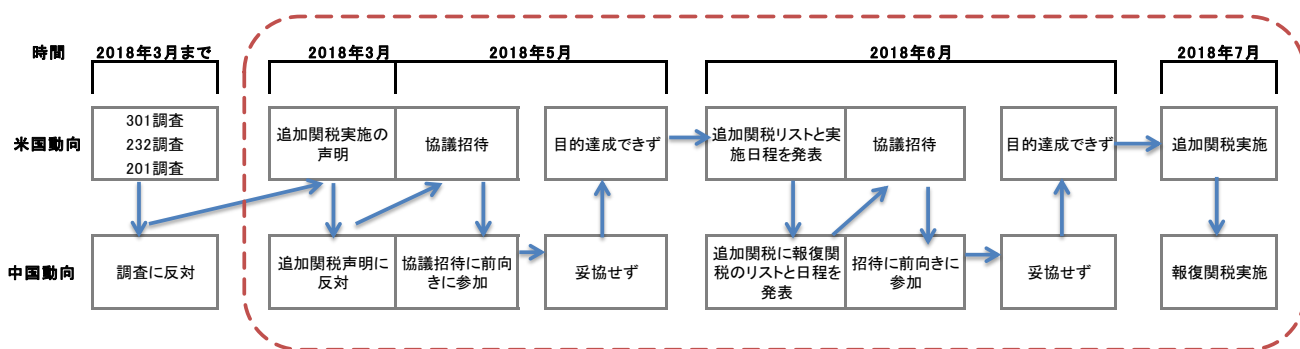 時間
2018年3月まで
2018年3月
2018年5月
2018年6月
2018年7月
米国動向
301調査
232調査
201調査
追加関税実施の
声明
協議招待
目的達成できず
追加関税リストと実
施日程を発表
協議招待
目的達成できず
追加関税実施
中国動向
調査に反対
追加関税声明に
反対
協議招待に前向
きに参加
妥協せず
追加関税に報復関
税のリストと日程を
発表
招待に前向きに
参加
妥協せず
報復関税実施